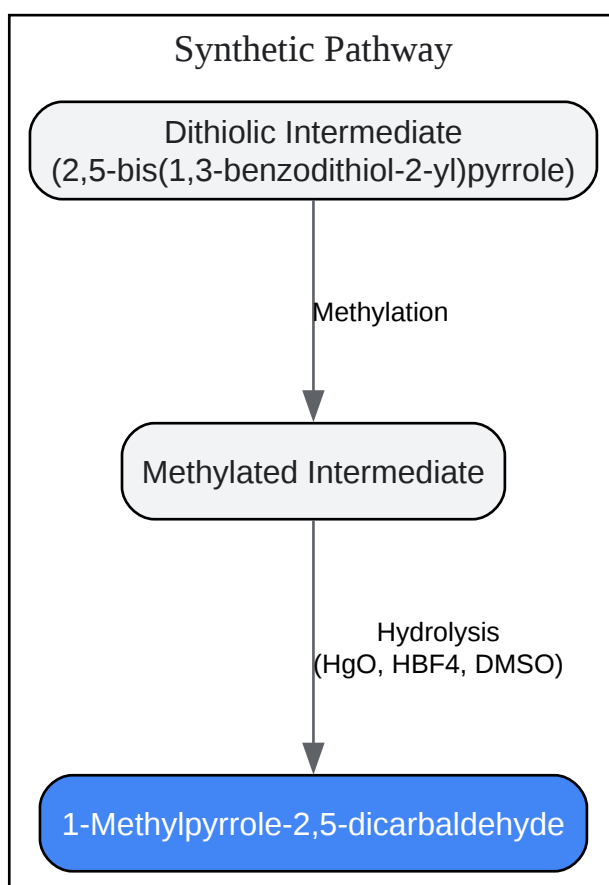 Synthetic Pathway
Dithiolic Intermediate
(2,5-bis(1,3-benzodithiol-2-yl)pyrrole)
Methylation
Methylated Intermediate
Hydrolysis
(HgO, HBF4, DMSO)
1-Methylpyrrole-2,5-dicarbaldehyde